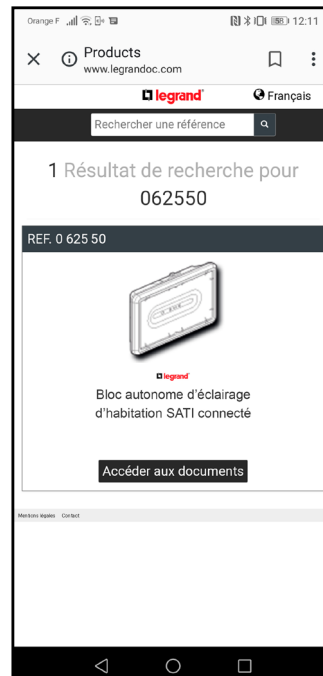 Orange F 58 12:11
Products
www.legrandoc.com
legrand Français
Rechercher une référence
1 Résultat de recherche pour
062550
REF. 0 625 50
legrand
Bloc autonome d'éclairage
d'habitation SATI connecté
Accéder aux documents
Mentions légales Contact